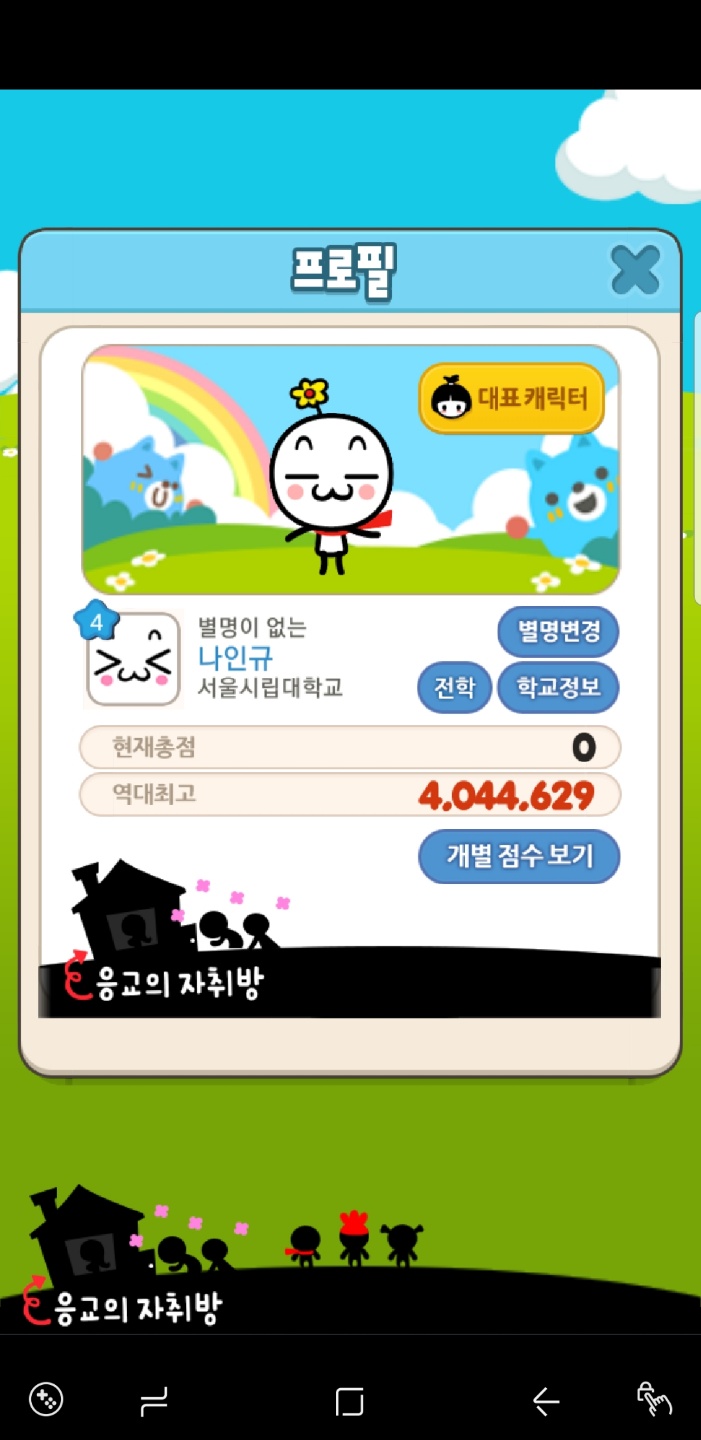 프로필
대표 캐릭터
4
별명이 없는
별명변경
나인규
서울시립대학교
전학
학교정보
현재총점
0
역대최고
4,044,629
개별 점수 보기
웅교의 자취방
웅교의 자취방